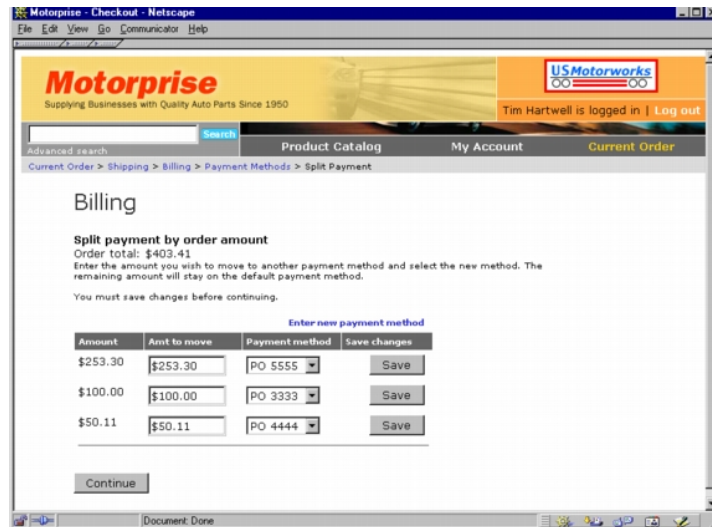 Motorprise - Checkout - Netscape
File Edit View Go Communicator Help
Motorprise
Supplying Businesses with Quality Auto Parts Since 1950
USMotorworks
Tim Hartwell is logged in | Log out
Search
Advanced search
Product Catalog My Account Current Order
Current Order > Shipping > Billing > Payment Methods > Split Payment
Billing
Split payment by order amount
Order total: $403.41
Enter the amount you wish to move to another payment method and select the new method. The
remaining amount will stay on the default payment method.
You must save changes before continuing.
Enter new payment method
Amount Amt to move Payment method Save changes
$253.30 $253.30 PO 5555 Save
$100.00 $100.00 PO 3333 Save
$50.11 $50.11 PO 4444 Save
Continue
Document: Done